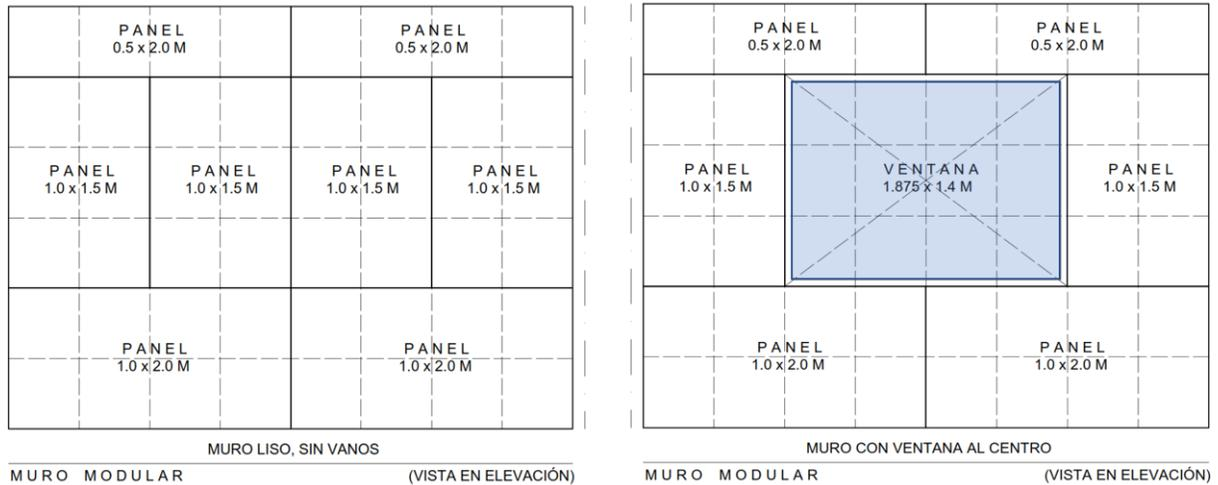 PANEL
0.5 x 2.0 M
PANEL
0.5 x 2.0 M
PANEL
1.0 x 1.5 M
PANEL
1.0 x 1.5 M
PANEL
1.0 x 1.5 M
PANEL
1.0 x 1.5 M
PANEL
1.0 x 2.0 M
PANEL
1.0 x 2.0 M
MURO LISO, SIN VANOS
MURO MODULAR (VISTA EN ELEVACIÓN)
PANEL
0.5 x 2.0 M
PANEL
0.5 x 2.0 M
PANEL
1.0 x 1.5 M
VENTANA
1.875 x 1.4 M
PANEL
1.0 x 1.5 M
PANEL
1.0 x 2.0 M
PANEL
1.0 x 2.0 M
MURO CON VENTANA AL CENTRO
MURO MODULAR (VISTA EN ELEVACIÓN)